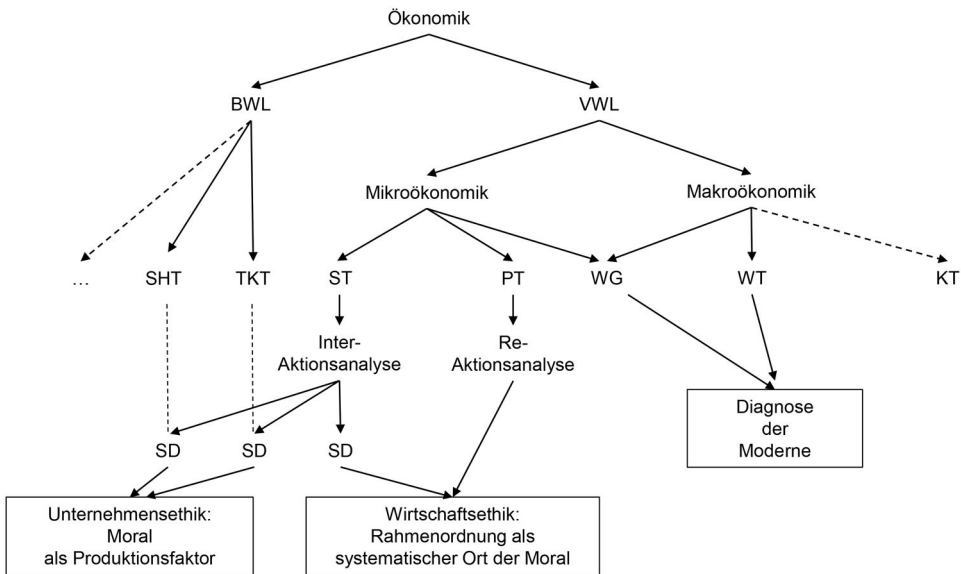 Ökonomik
BWL
VWL
Mikroökonomik
Makroökonomik
...
SHT
TKT
ST
PT
WG
WT
KT
Inter-
Aktionsanalyse
Re-
Aktionsanalyse
Diagnose
der
Moderne
SD
SD
SD
Unternehmensethik:
Moral
als Produktionsfaktor
Wirtschaftsethik:
Rahmenordnung als
systematischer Ort der Moral